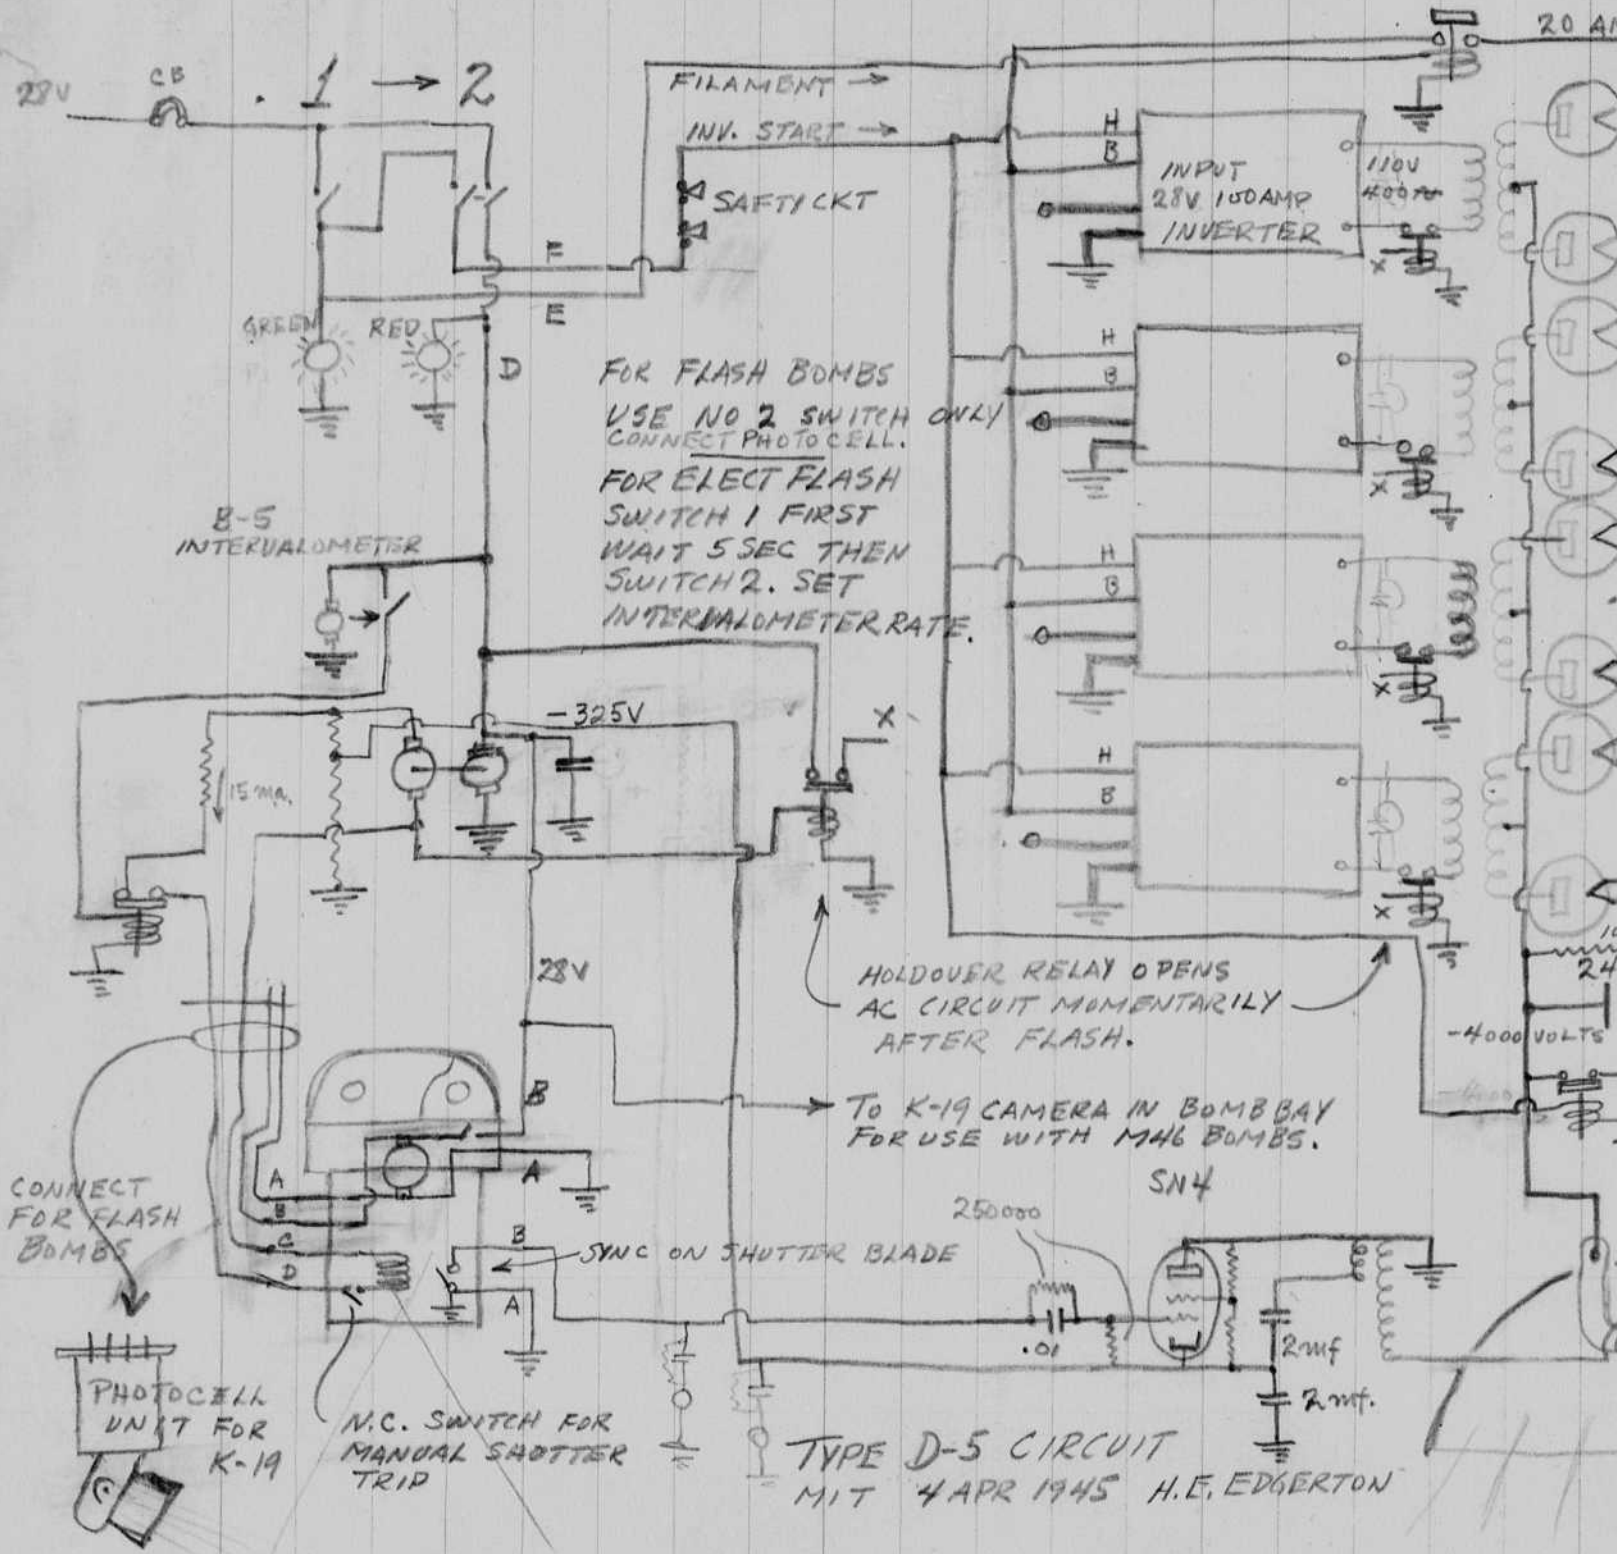 28V
CB
1 → 2
FILAMENT →
INV. START →
20 A
SAFTY CKT
H
B
INPUT
28V 100AMP
INVERTER
110V
400~
X
F
E
GREEN
RED
D
FOR FLASH BOMBS
USE NO 2 SWITCH ONLY
CONNECT PHOTOCELL.
FOR ELECT FLASH
SWITCH 1 FIRST
WAIT 5 SEC THEN
SWITCH 2. SET
INTERVALOMETER RATE.
H
B
X
B-5
INTERVALOMETER
H
B
X
-325V
X
15 ma.
H
B
X
28V
HOLDOVER RELAY OPENS
AC CIRCUIT MOMENTARILY
AFTER FLASH.
24
-4000 VOLTS
B
A
TO K-19 CAMERA IN BOMB BAY
FOR USE WITH M46 BOMBS.
SN4
CONNECT
FOR FLASH
BOMBS
A
B
C
D
B
A
SYNC ON SHUTTER BLADE
250000
.01
2mf
2mf.
PHOTOCELL
UNIT FOR
K-19
N.C. SWITCH FOR
MANUAL SHOTTER
TRIP
TYPE D-5 CIRCUIT
MIT 4 APR 1945 H.E. EDGERTON